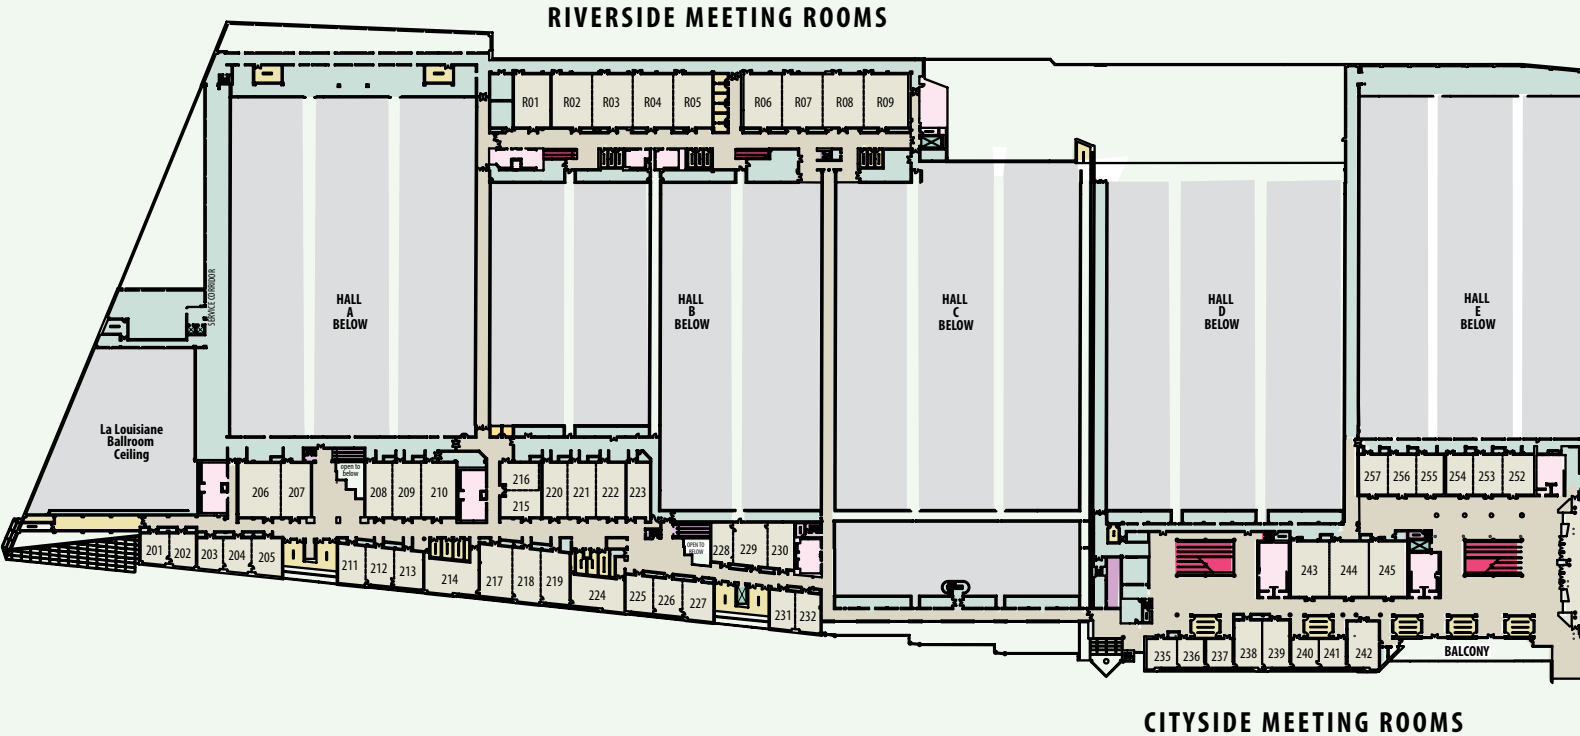 RIVERSIDE MEETING ROOMS
R01
R02
R03
R04
R05
R06
R07
R08
R09
SERVICE CORRIDOR
HALL
A
BELOW
HALL
B
BELOW
HALL
C
BELOW
HALL
D
BELOW
HALL
E
BELOW
La Louisiane
Ballroom
Ceiling
206
207
open to
below
208
209
210
216
215
220
221
222
223
257
256
255
254
253
252
201
202
203
204
205
211
212
213
214
217
218
219
224
225
226
227
OPEN TO
BELOW
228
229
230
231
232
243
244
245
235
236
237
238
239
240
241
242
BALCONY
CITYSIDE MEETING ROOMS